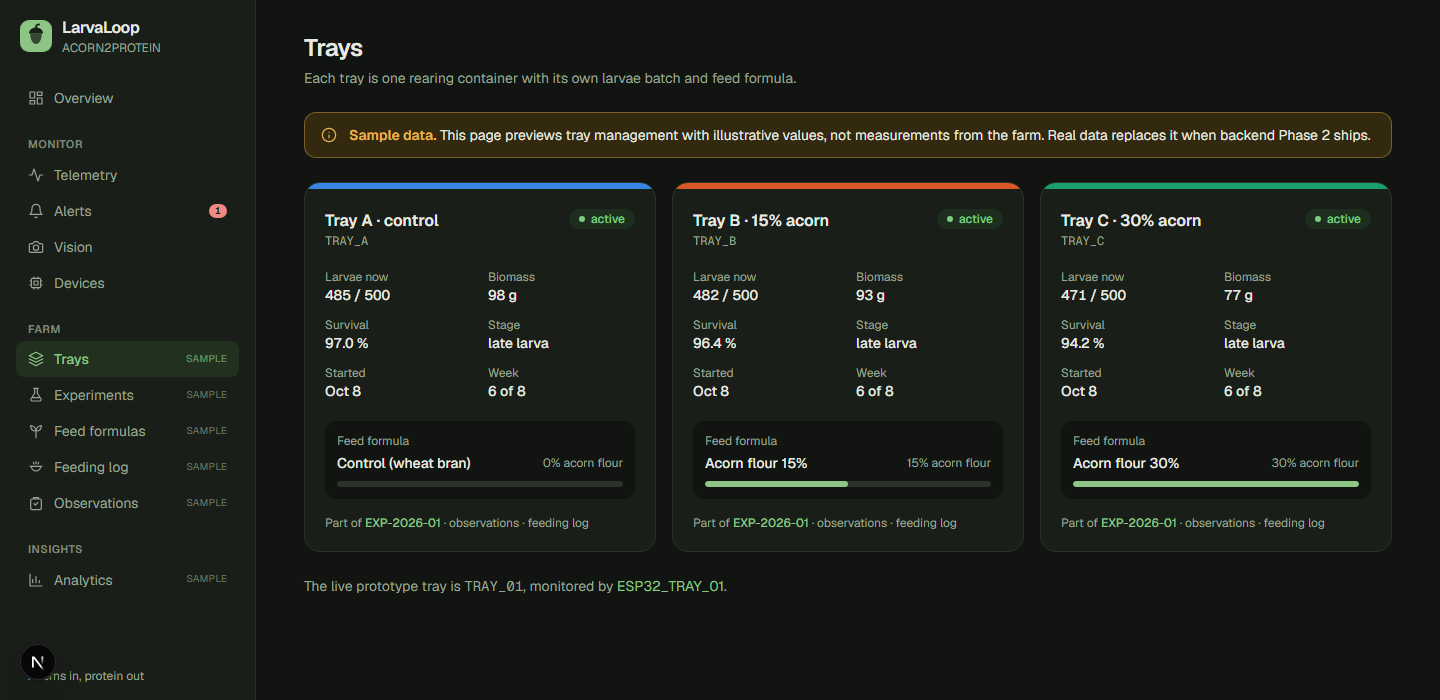 LarvaLoop
ACORN2PROTEIN
Overview
MONITOR
Telemetry
Alerts 1
Vision
Devices
FARM
Trays SAMPLE
Experiments SAMPLE
Feed formulas SAMPLE
Feeding log SAMPLE
Observations SAMPLE
INSIGHTS
Analytics SAMPLE
N
in, protein out
Trays
Each tray is one rearing container with its own larvae batch and feed formula.
Sample data. This page previews tray management with illustrative values, not measurements from the farm. Real data replaces it when backend Phase 2 ships.
Tray A · control active
TRAY_A
Larvae now Biomass
485 / 500 98 g
Survival Stage
97.0 % late larva
Started Week
Oct 8 6 of 8
Feed formula
Control (wheat bran) 0% acorn flour
Part of EXP-2026-01 · observations · feeding log
Tray B · 15% acorn active
TRAY_B
Larvae now Biomass
482 / 500 93 g
Survival Stage
96.4 % late larva
Started Week
Oct 8 6 of 8
Feed formula
Acorn flour 15% 15% acorn flour
Part of EXP-2026-01 · observations · feeding log
Tray C · 30% acorn active
TRAY_C
Larvae now Biomass
471 / 500 77 g
Survival Stage
94.2 % late larva
Started Week
Oct 8 6 of 8
Feed formula
Acorn flour 30% 30% acorn flour
Part of EXP-2026-01 · observations · feeding log
The live prototype tray is TRAY_01, monitored by ESP32_TRAY_01.